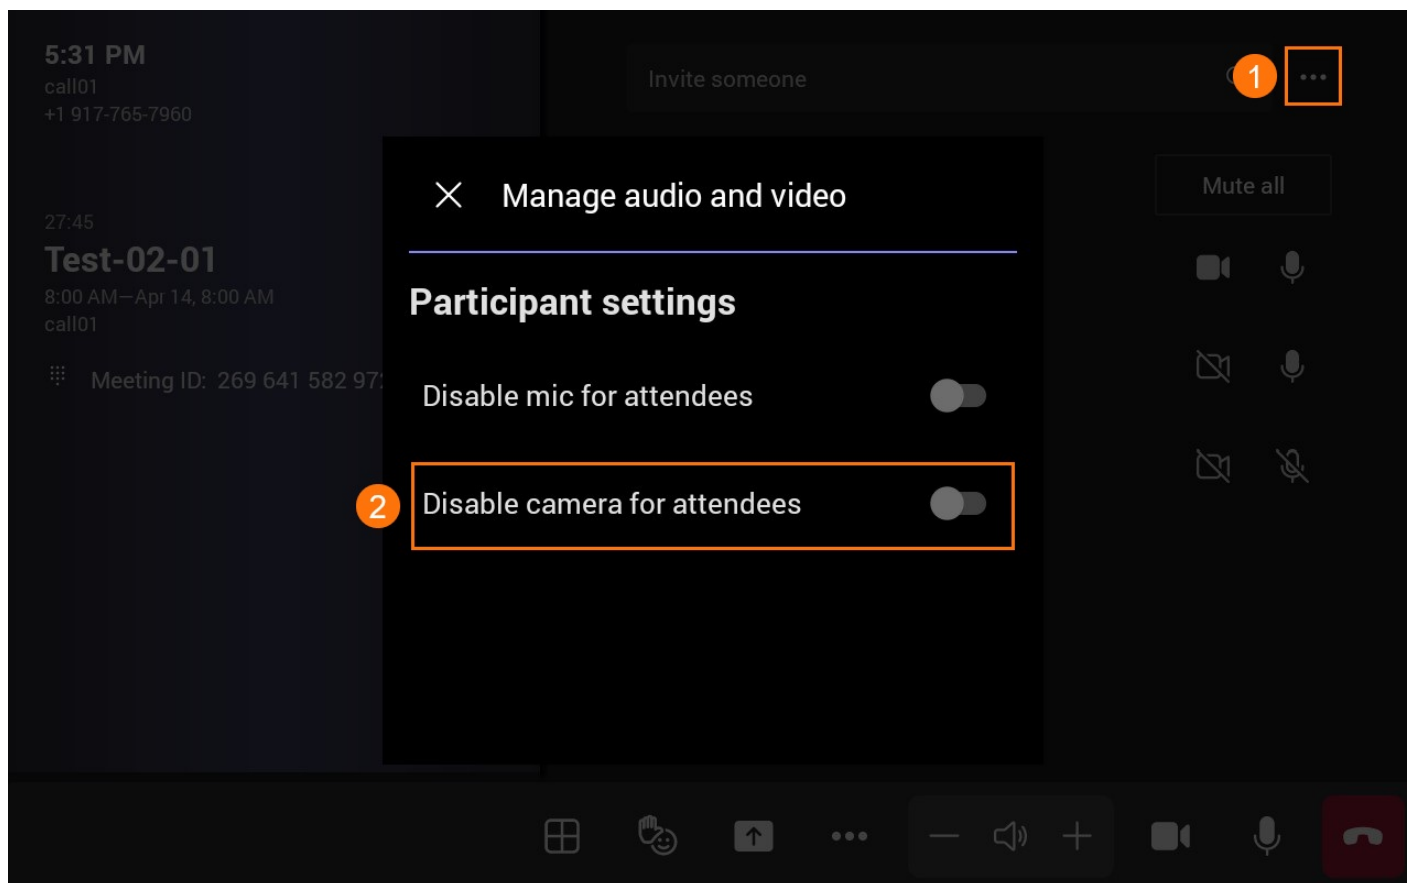 5:31 PM
call01
+1 917-765-7960
Invite someone
1
Manage audio and video
Mute all
27:45
Test-02-01
8:00 AM—Apr 14, 8:00 AM
call01
Participant settings
Meeting ID: 269 641 582 97
Disable mic for attendees
2
Disable camera for attendees